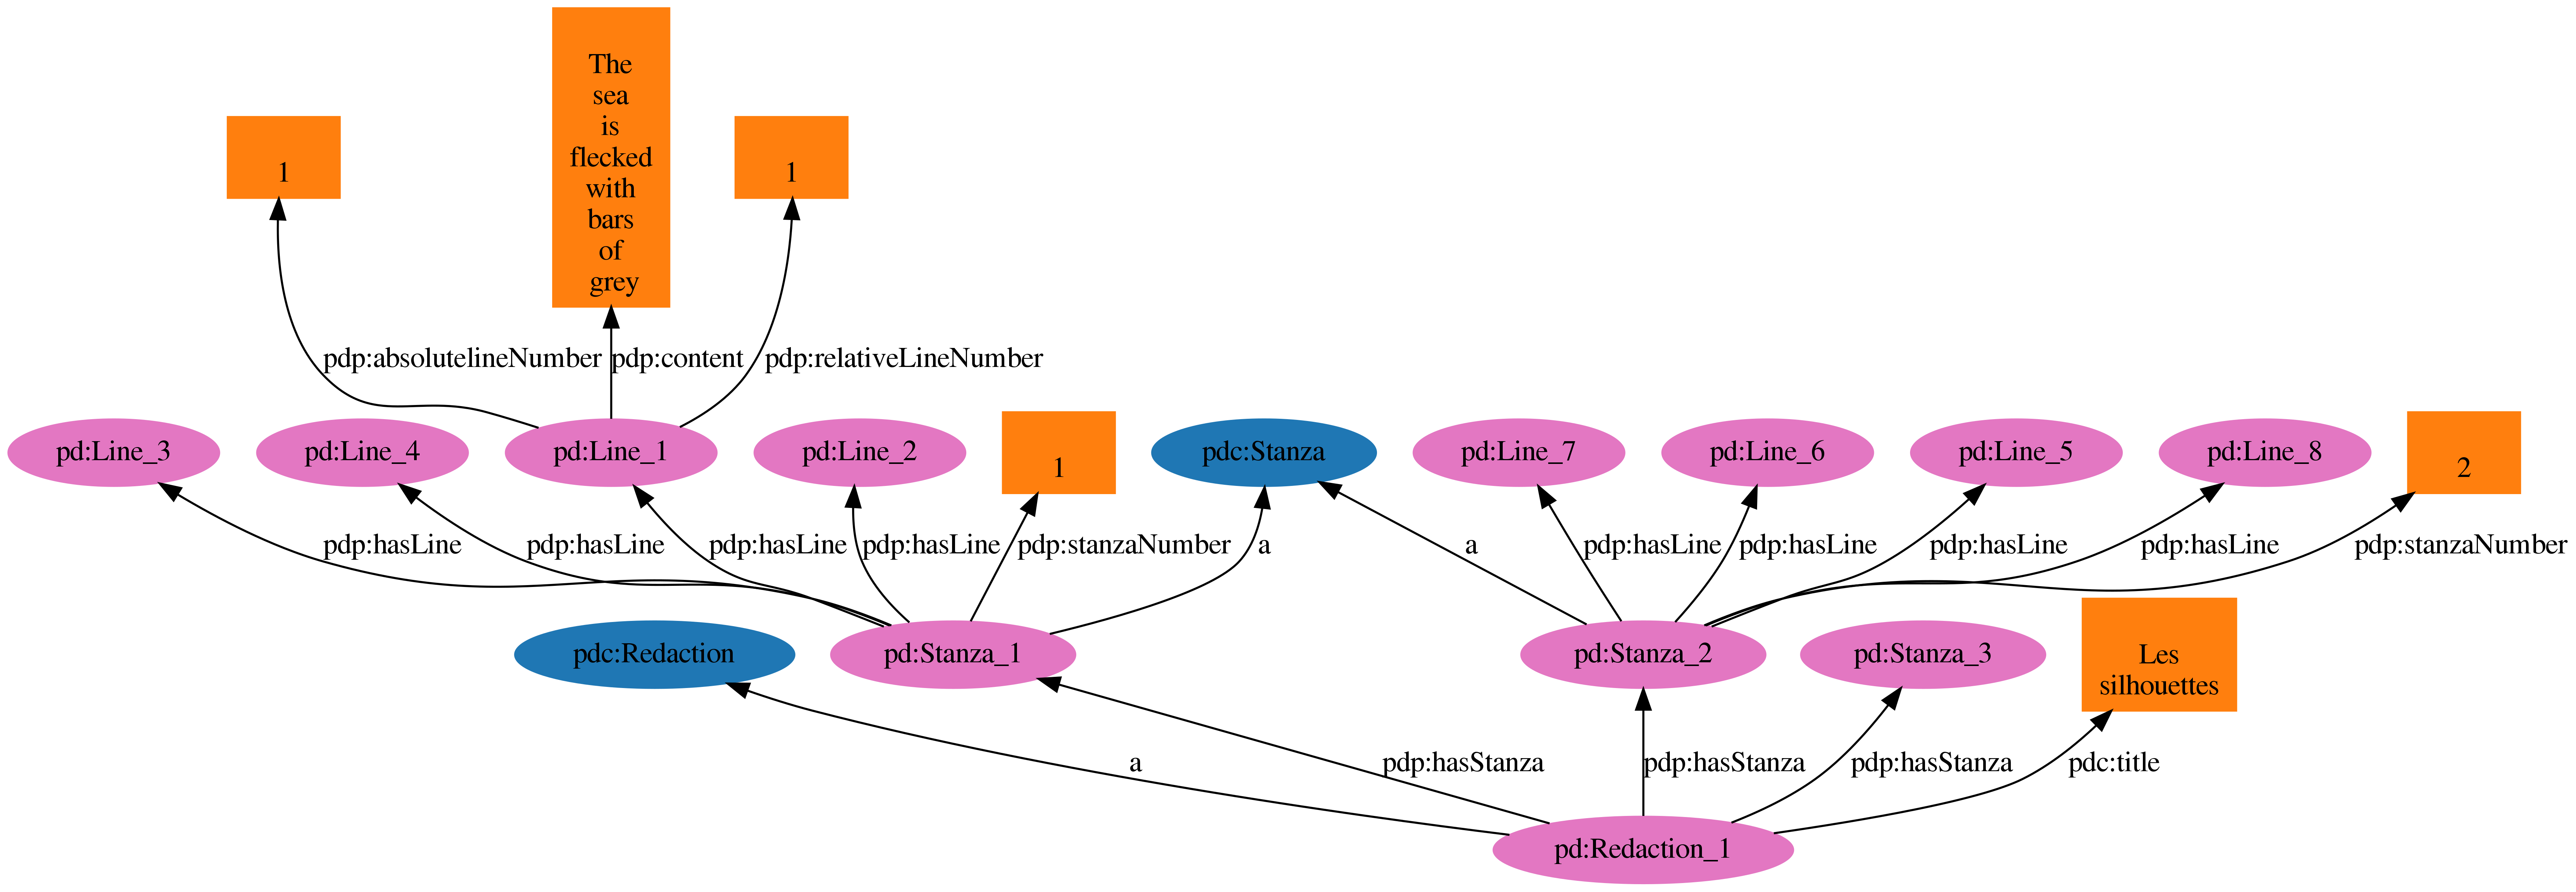 The
sea
is
flecked
with
bars
of
grey
1
1
pdp:absolutelineNumber
pdp:content
pdp:relativeLineNumber
pd:Line_3
pd:Line_4
pd:Line_1
pd:Line_2
1
pdc:Stanza
pd:Line_7
pd:Line_6
pd:Line_5
pd:Line_8
2
pdp:hasLine
pdp:hasLine
pdp:hasLine
pdp:hasLine
pdp:stanzaNumber
a
a
pdp:hasLine
pdp:hasLine
pdp:hasLine
pdp:hasLine
pdp:stanzaNumber
pdc:Redaction
pd:Stanza_1
pd:Stanza_2
pd:Stanza_3
Les
silhouettes
a
pdp:hasStanza
pdp:hasStanza
pdp:hasStanza
pdc:title
pd:Redaction_1